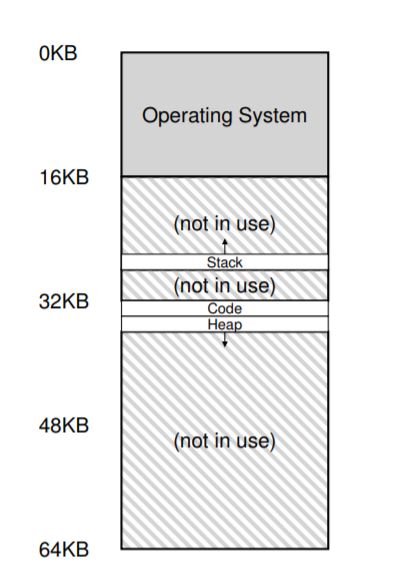 0KB
Operating System
16KB
(not in use)
Stack
(not in use)
32KB
Code
Heap
48KB
(not in use)
64KB